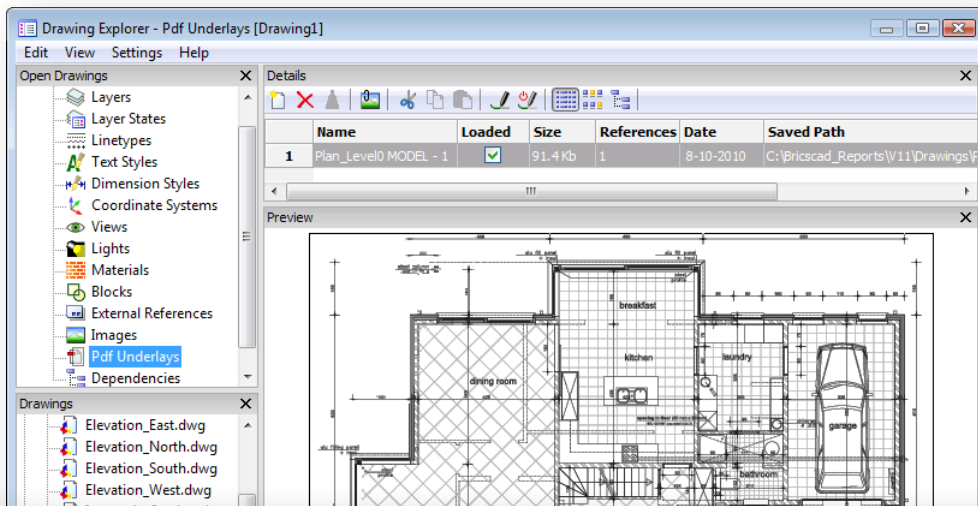 Drawing Explorer - Pdf Underlays [Drawing1]
Edit View Settings Help
Open Drawings
Layers
Layer States
Linetypes
Text Styles
Dimension Styles
Coordinate Systems
Views
Lights
Materials
Blocks
External References
Images
Pdf Underlays
Dependencies
Drawings
Elevation_East.dwg
Elevation_North.dwg
Elevation_South.dwg
Elevation_West.dwg
Details
Name Loaded Size References Date Saved Path
1 Plan_Level0 MODEL - 1 91.4 Kb 1 8-10-2010 C:\Bricscad_Reports\V11\Drawings\P
Preview
breakfast
kitchen
laundry
dining room
garage
bathroom